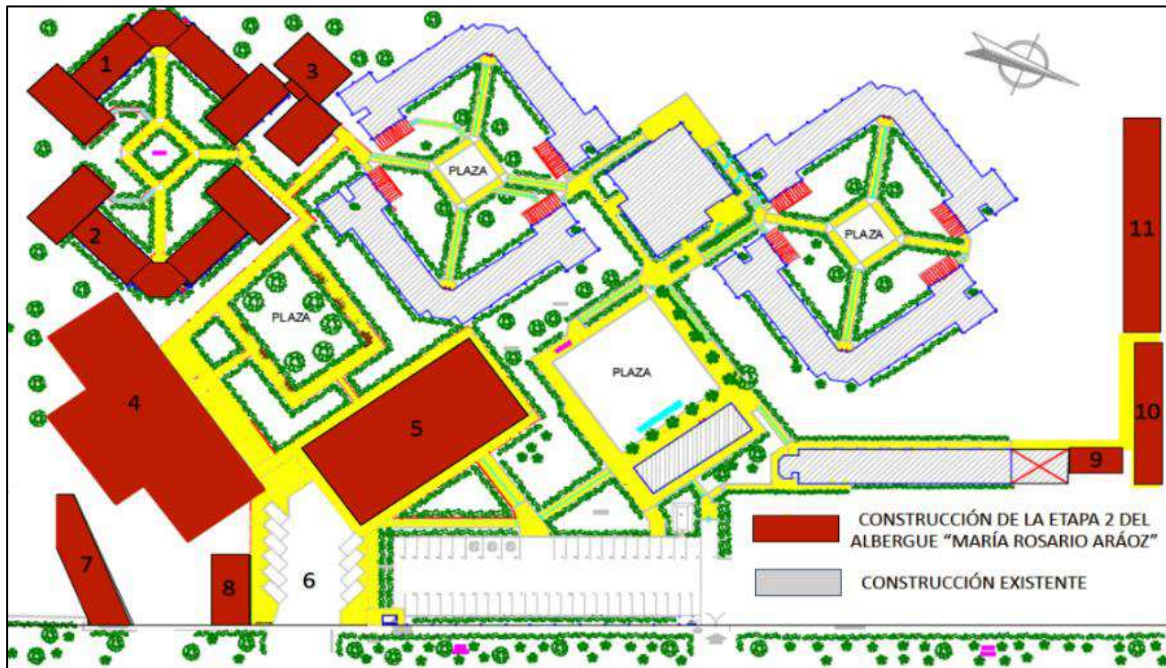 1
3
PLAZA
2
PLAZA
11
PLAZA
PLAZA
4
5
10
9
CONSTRUCCIÓN DE LA ETAPA 2 DEL
ALBERGUE “MARÍA ROSARIO ARÁOZ”
7
8
6
CONSTRUCCIÓN EXISTENTE